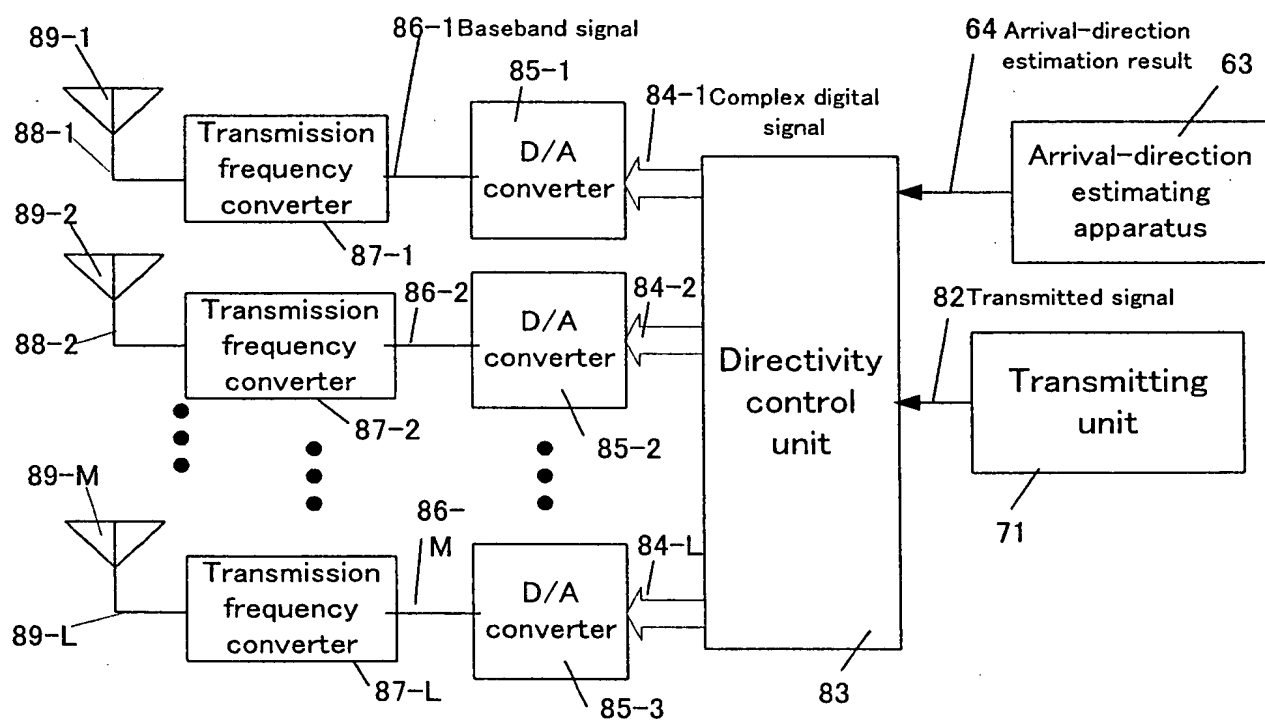 86-1 Baseband signal
64 Arrival-direction
estimation result
63
89-1
85-1
84-1 Complex digital
signal
88-1
Transmission
frequency
converter
D/A
converter
Arrival-direction
estimating
apparatus
89-2
87-1
86-2
84-2
82 Transmitted signal
88-2
Transmission
frequency
converter
D/A
converter
Directivity
control
unit
Transmitting
unit
87-2
85-2
89-M
86-
M
84-L
71
Transmission
frequency
converter
D/A
converter
89-L
87-L
85-3
83